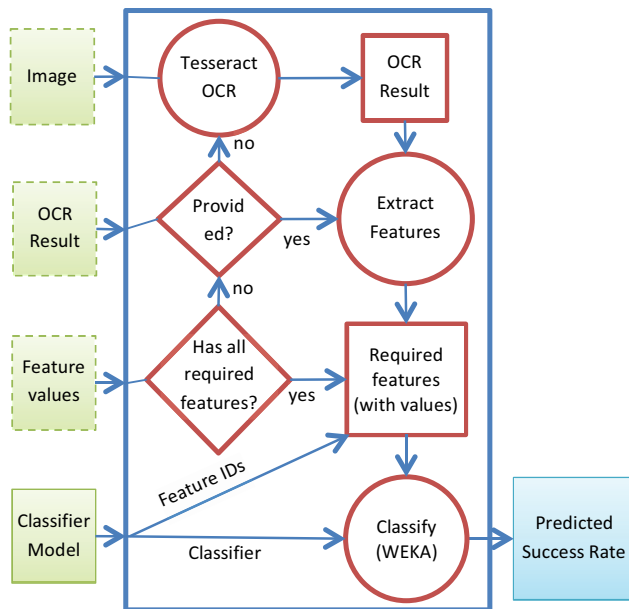 Image
Tesseract
OCR
OCR
Result
no
OCR
Result
Provid
ed?
yes
Extract
Features
no
Feature
values
Has all
required
features?
yes
Required
features
(with values)
Feature IDs
Classifier
Model
Classifier
Classify
(WEKA)
Predicted
Success Rate